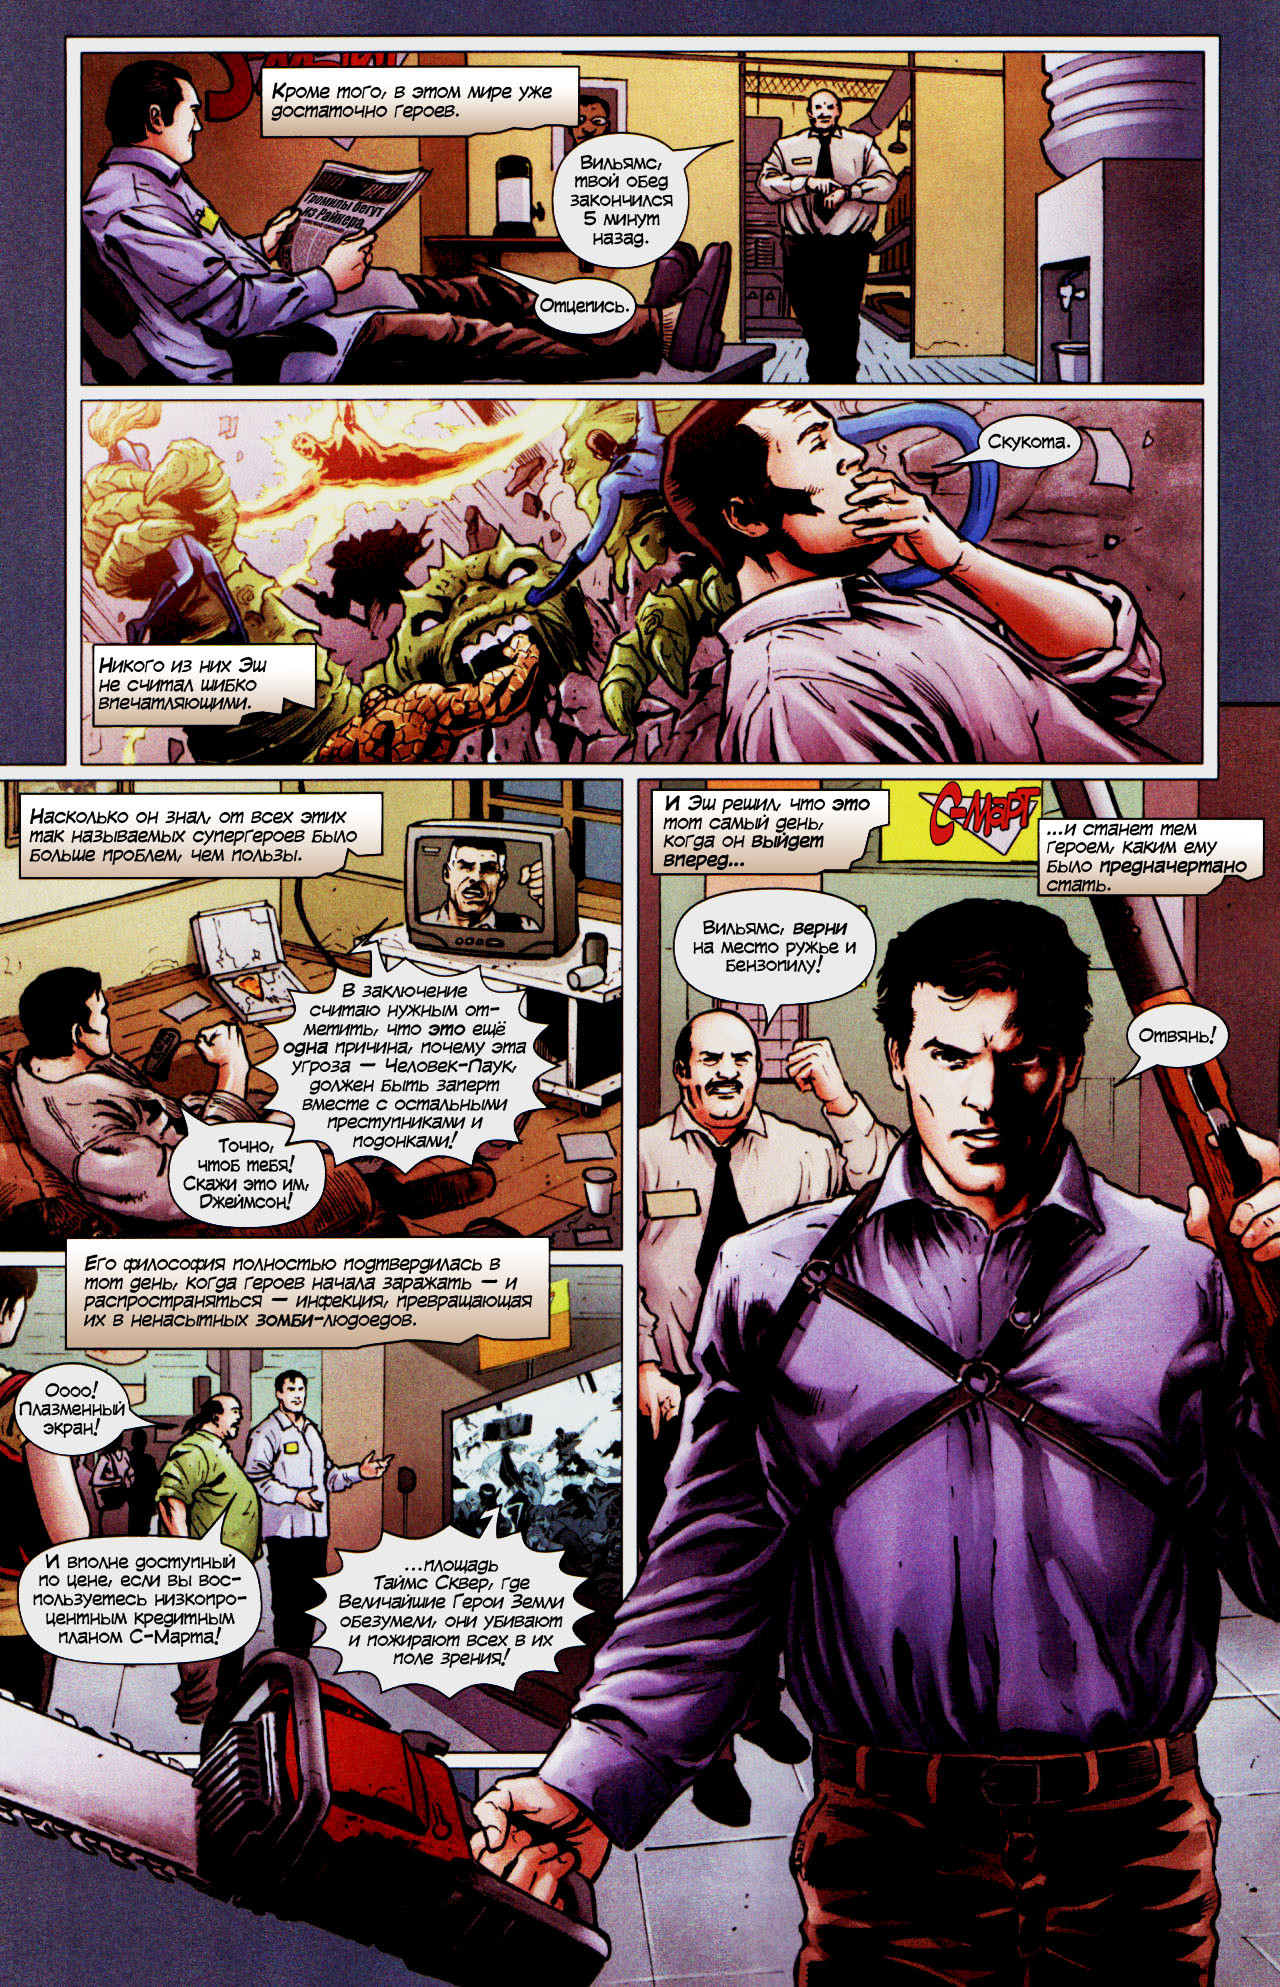 Кроме того, в этом мире уже
достаточно героев.
Вильямс,
твой обед
закончился
5 минут
назад.
Громилы бегут
из Райкера
Отцепись.
Скукота.
Никого из них Эш
не считал шибко
впечатляющими.
Насколько он знал, от всех этих
так называемых супергероев было
больше проблем, чем пользы.
В заключение
считаю нужным от-
метить, что это ещё
одна причина, почему эта
угроза — Человек-Паук,
должен быть заперт
вместе с остальными
преступниками и
подонками!
Точно,
чтоб тебя!
Скажи это им,
Джеймсон!
Его философия полностью подтвердилась в
тот день, когда героев начала заражать — и
распространяться — инфекция, превращающая
их в ненасытных зомби-людоедов.
Оооо!
Плазменный
экран!
И вполне доступный
по цене, если вы вос-
пользуетесь низкопро-
центным кредитным
планом С-Марта!
...площадь
Таймс Сквер, где
Величайшие Герои Земли
обезумели, они убивают
и пожирают всех в их
поле зрения!
И Эш решил, что это
тот самый день,
когда он выйдет
вперед...
С-Март
...и станет тем
героем, каким ему
было предначертано
стать.
Вильямс, верни
на место ружье и
бензопилу!
Отвянь!